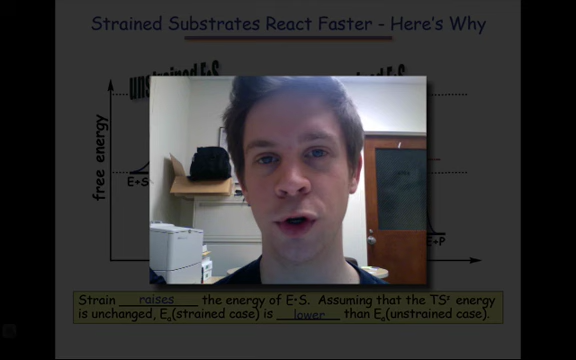 Strained Substrates React Faster - Here's Why
unstrained E·S
free energy
E+S
E+P
Strain raises the energy of E·S. Assuming that the TS‡ energy
is unchanged, Ea(strained case) is lower than Ea(unstrained case).